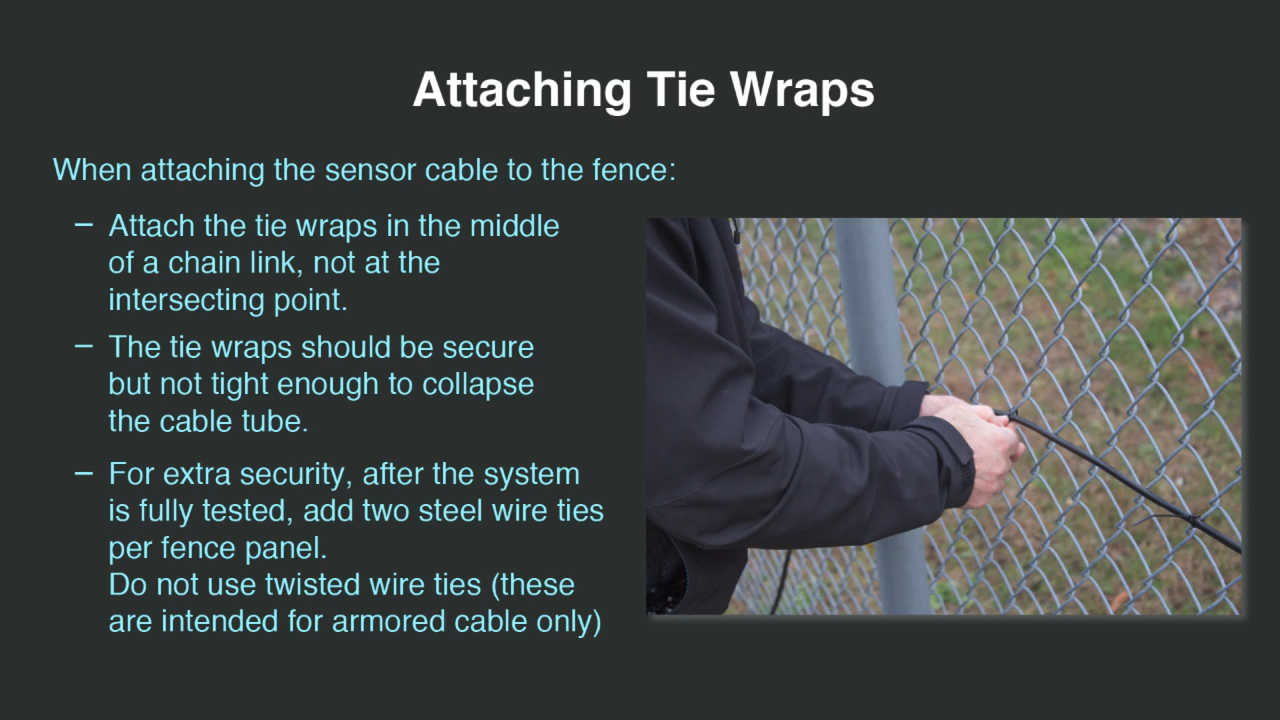 Attaching Tie Wraps
When attaching the sensor cable to the fence:
– Attach the tie wraps in the middle
of a chain link, not at the
intersecting point.
– The tie wraps should be secure
but not tight enough to collapse
the cable tube.
– For extra security, after the system
is fully tested, add two steel wire ties
per fence panel.
Do not use twisted wire ties (these
are intended for armored cable only)